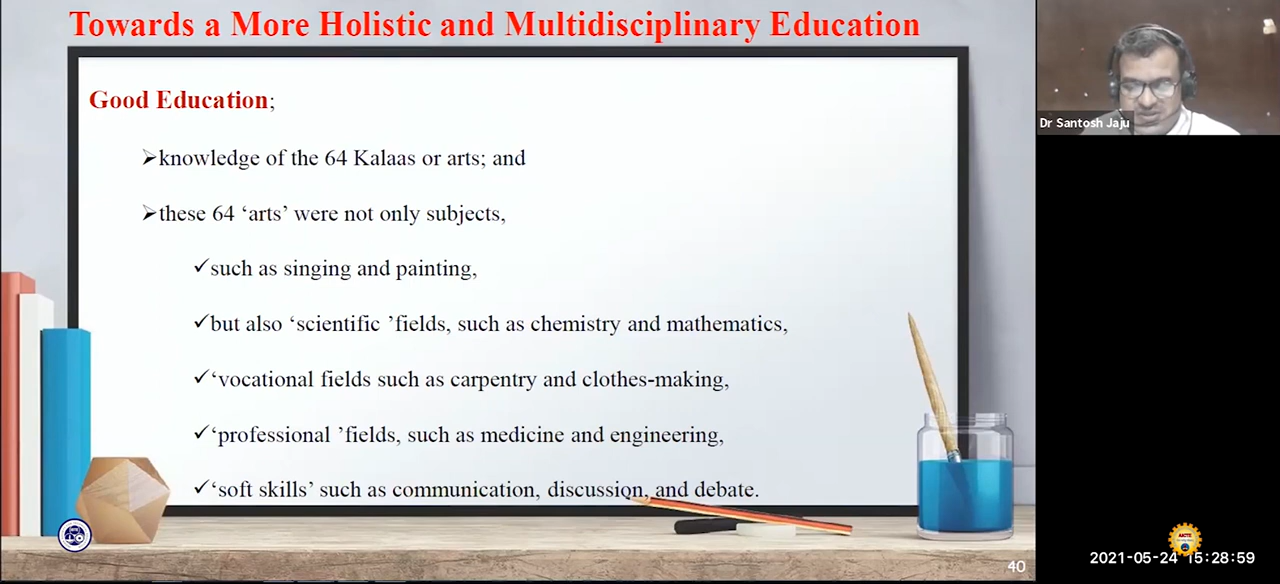 Towards a More Holistic and Multidisciplinary Education
Good Education;
knowledge of the 64 Kalaas or arts; and
these 64 ‘arts’ were not only subjects,
such as singing and painting,
but also ‘scientific ’fields, such as chemistry and mathematics,
‘vocational fields such as carpentry and clothes-making,
‘professional ’fields, such as medicine and engineering,
‘soft skills’ such as communication, discussion, and debate.
40
Dr Santosh Jaju
AICTE
2021-05-24 15:28:59